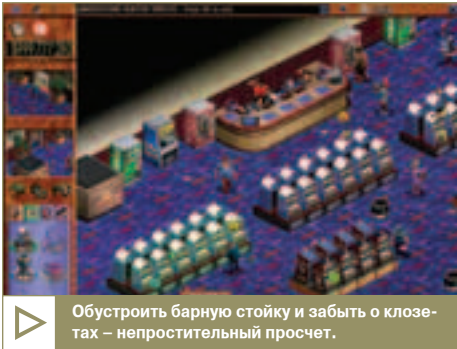 Обустроить барную стойку и забыть о клозе-
тах – непростительный просчет.